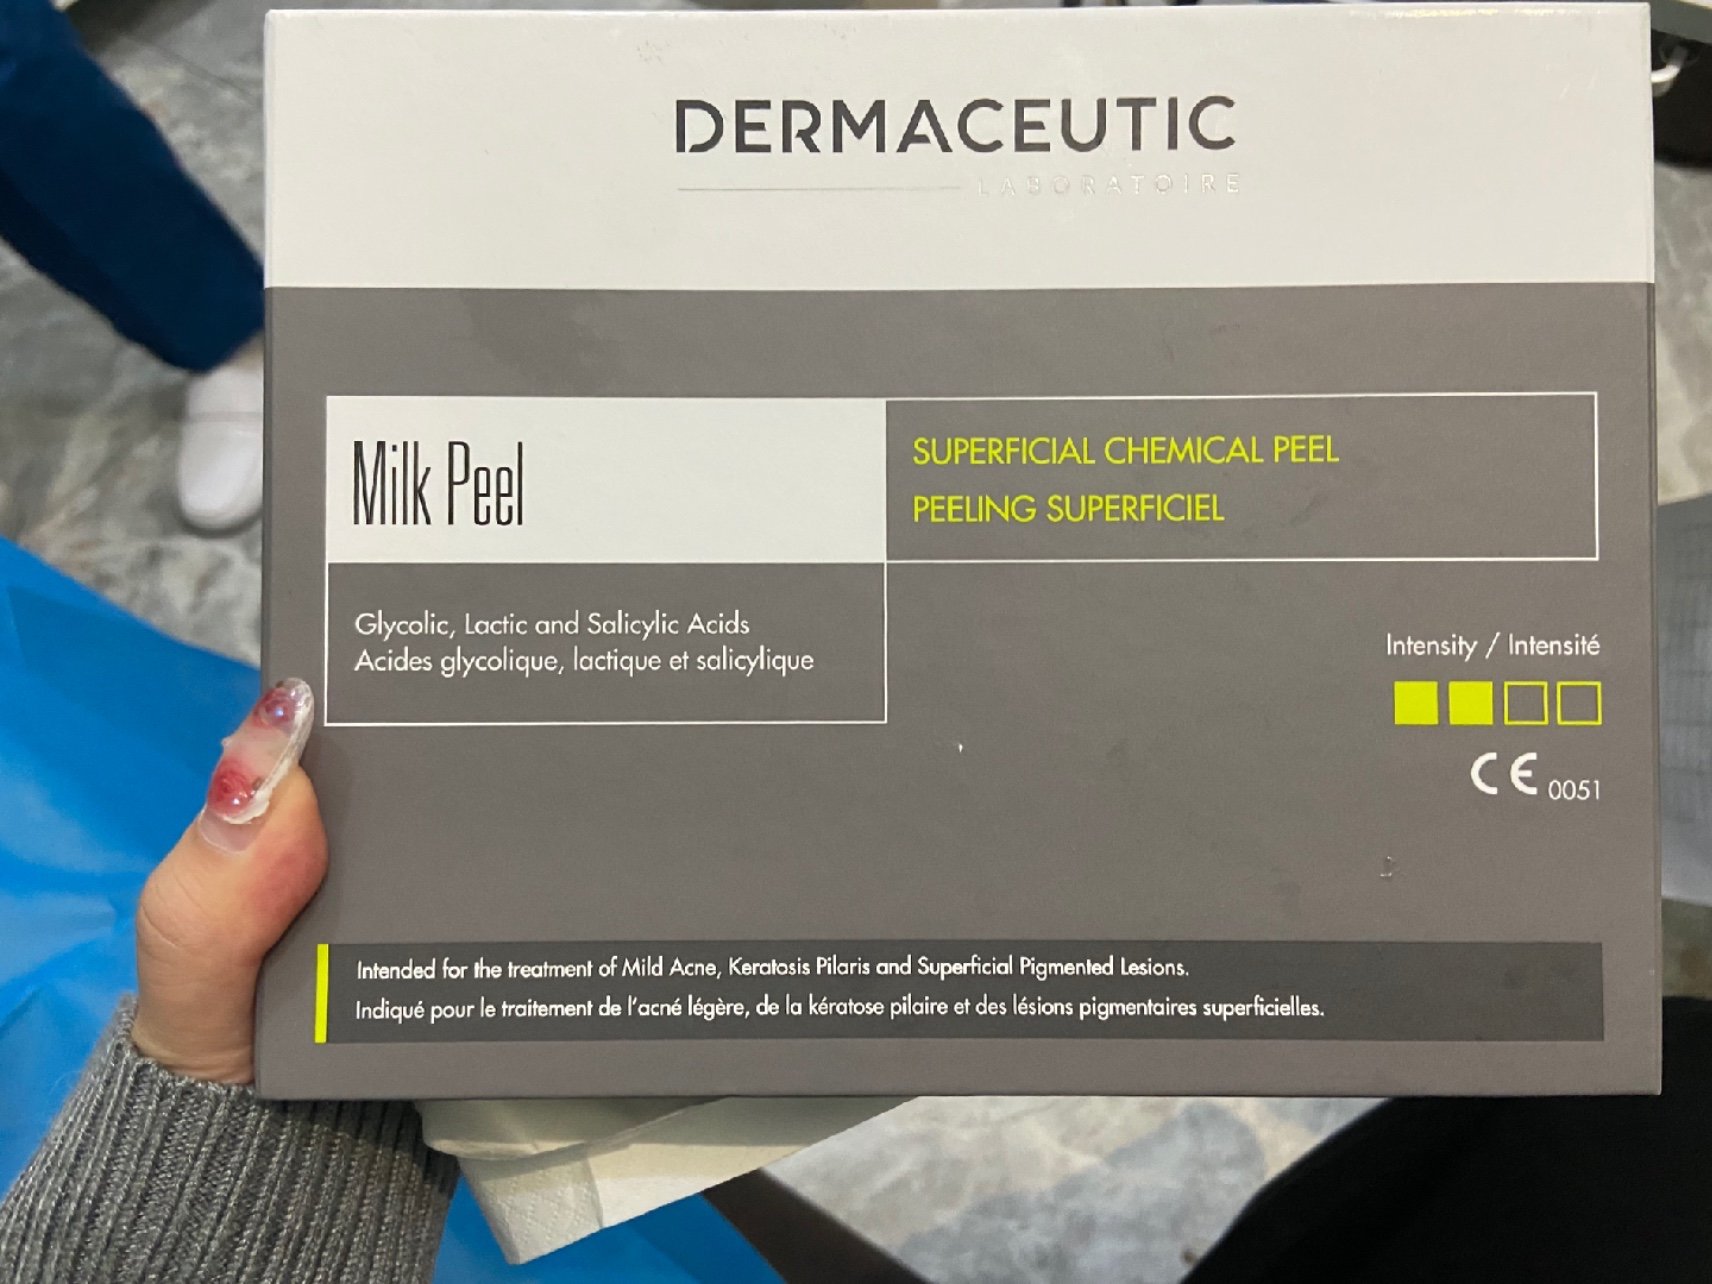 DERMACEUTIC
LABORATOIRE
Milk Peel
SUPERFICIAL CHEMICAL PEEL
PEELING SUPERFICIEL
Glycolic, Lactic and Salicylic Acids
Acides glycolique, lactique et salicylique
Intensity / Intensité
CE 0051
Intended for the treatment of Mild Acne, Keratosis Pilaris and Superficial Pigmented Lesions.
Indiqué pour le traitement de l'acné légère, de la kératose pilaire et des lésions pigmentaires superficielles.